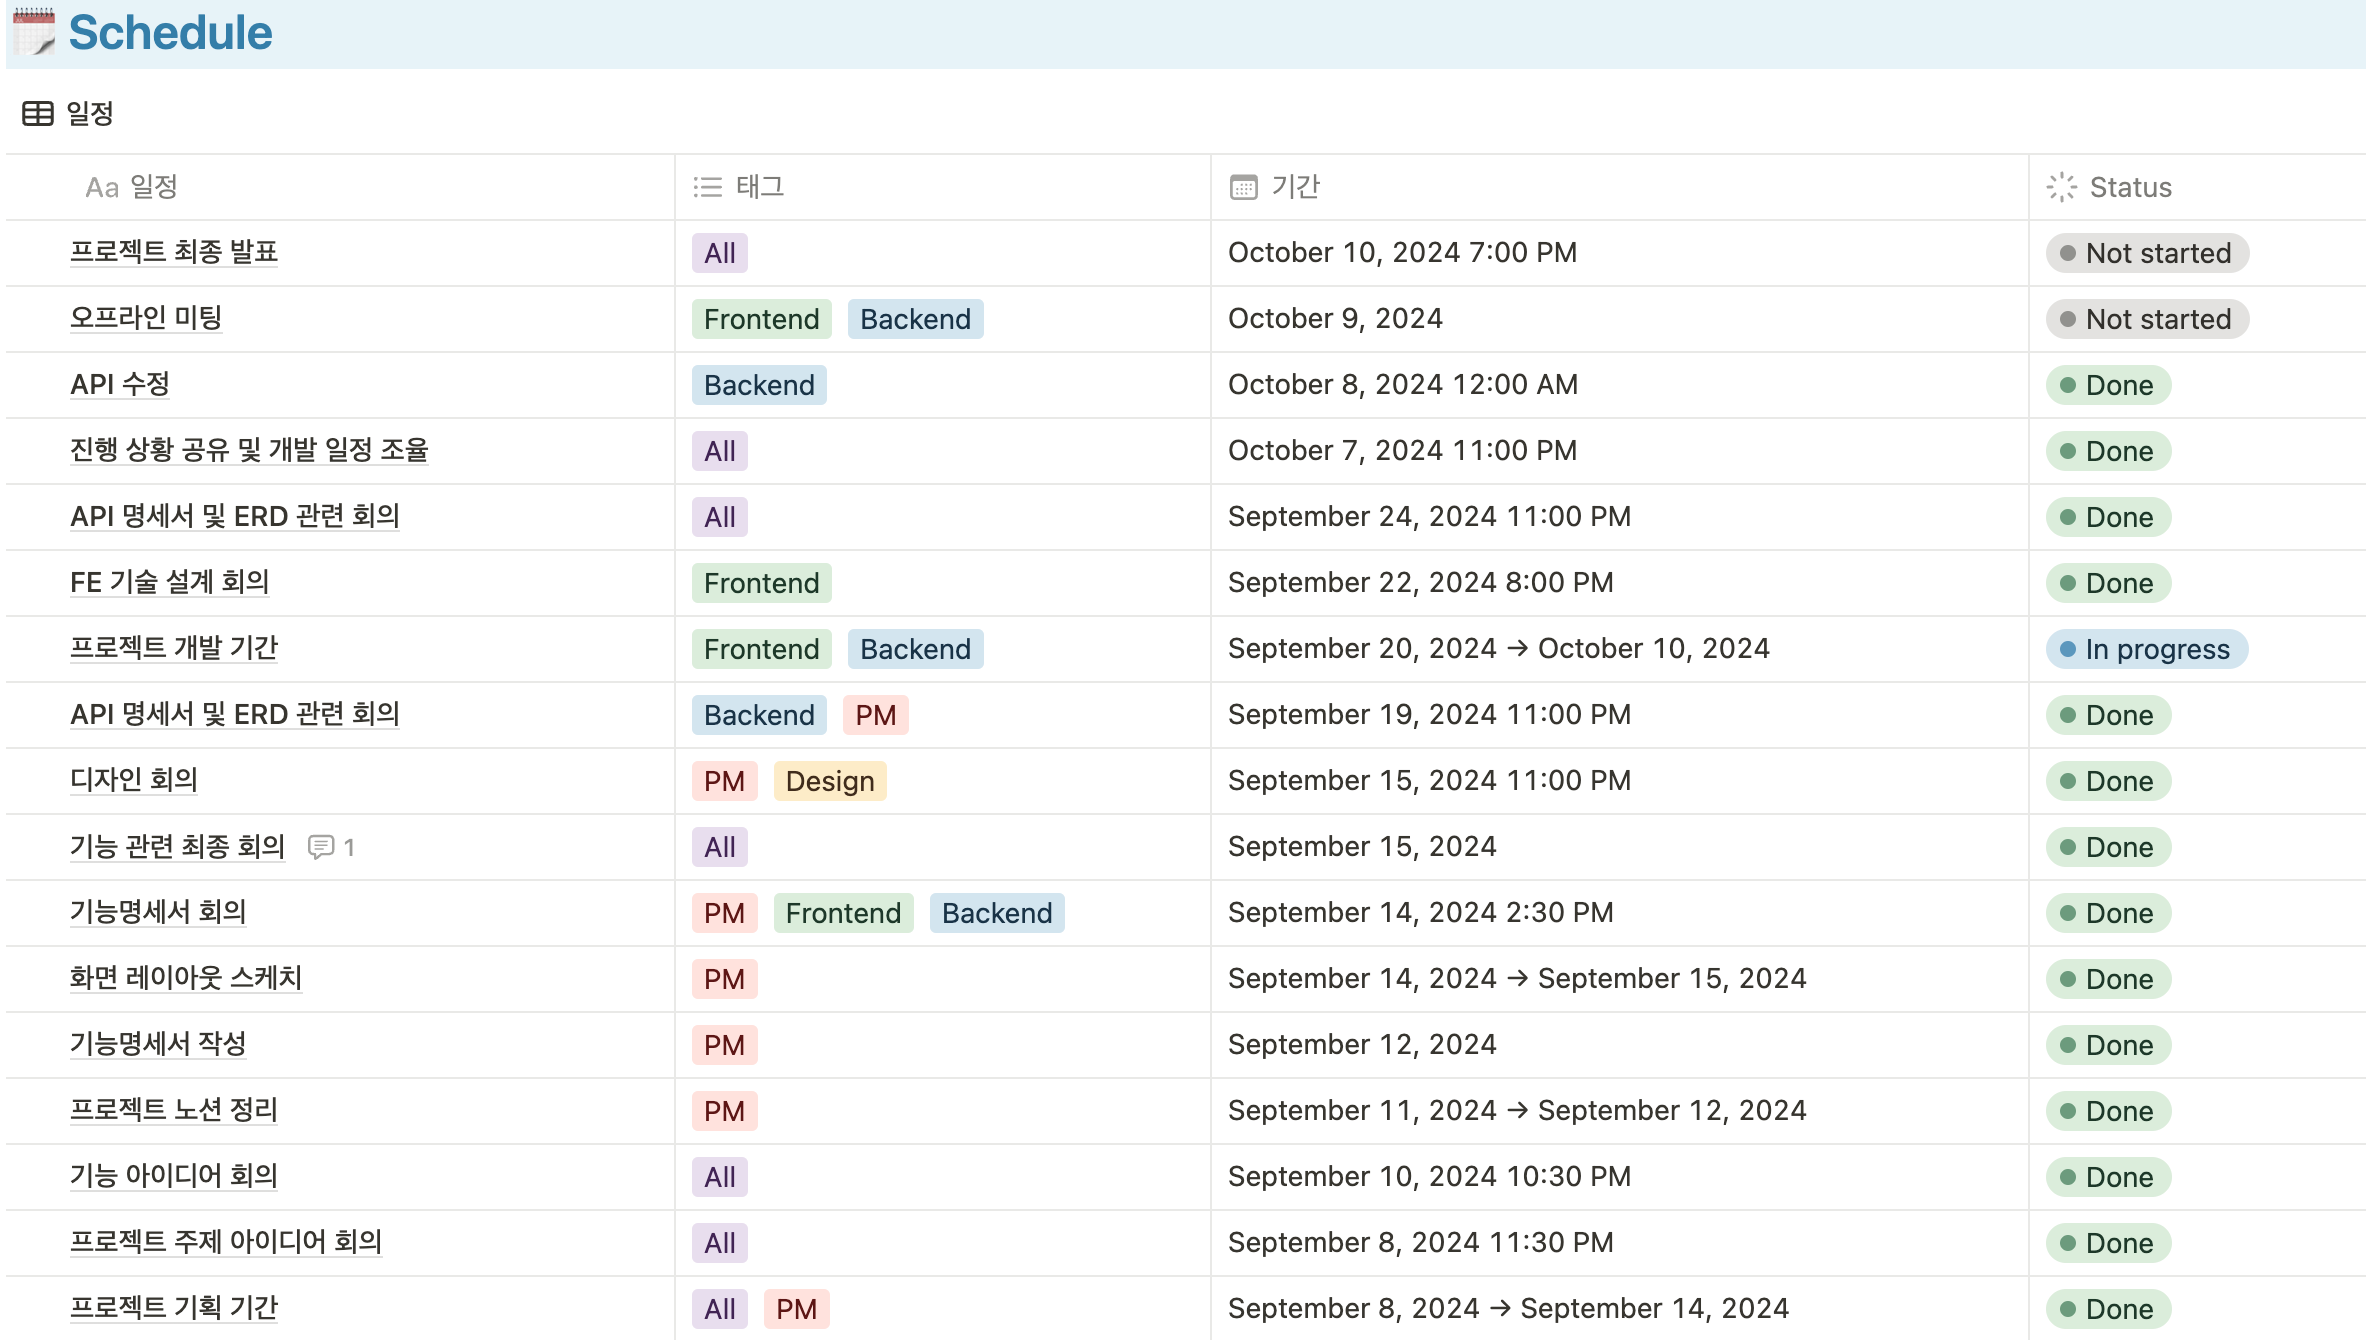 Schedule
일정
Aa 일정 태그 기간 Status
프로젝트 최종 발표 All October 10, 2024 7:00 PM Not started
오프라인 미팅 Frontend Backend October 9, 2024 Not started
API 수정 Backend October 8, 2024 12:00 AM Done
진행 상황 공유 및 개발 일정 조율 All October 7, 2024 11:00 PM Done
API 명세서 및 ERD 관련 회의 All September 24, 2024 11:00 PM Done
FE 기술 설계 회의 Frontend September 22, 2024 8:00 PM Done
프로젝트 개발 기간 Frontend Backend September 20, 2024 → October 10, 2024 In progress
API 명세서 및 ERD 관련 회의 Backend PM September 19, 2024 11:00 PM Done
디자인 회의 PM Design September 15, 2024 11:00 PM Done
기능 관련 최종 회의 1 All September 15, 2024 Done
기능명세서 회의 PM Frontend Backend September 14, 2024 2:30 PM Done
화면 레이아웃 스케치 PM September 14, 2024 → September 15, 2024 Done
기능명세서 작성 PM September 12, 2024 Done
프로젝트 노션 정리 PM September 11, 2024 → September 12, 2024 Done
기능 아이디어 회의 All September 10, 2024 10:30 PM Done
프로젝트 주제 아이디어 회의 All September 8, 2024 11:30 PM Done
프로젝트 기획 기간 All PM September 8, 2024 → September 14, 2024 Done